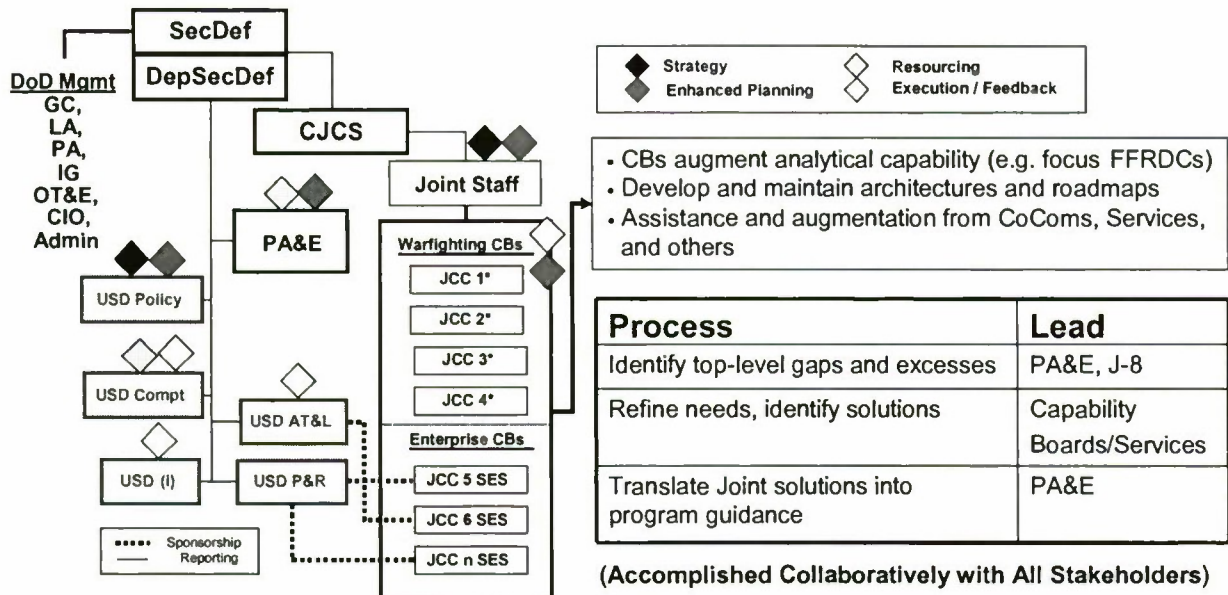 SecDef
DepSecDef
DoD Mgmt
GC,
LA,
PA,
IG
OT&E,
CIO,
Admin
CJCS
Joint Staff
PA&E
USD Policy
USD Compt
USD AT&L
USD (I)
USD P&R
Sponsorship
Reporting
Warfighting CBs
JCC 1*
JCC 2*
JCC 3*
JCC 4*
Enterprise CBs
JCC 5 SES
JCC 6 SES
JCC n SES
Strategy
Resourcing
Enhanced Planning
Execution / Feedback
• CBs augment analytical capability (e.g. focus FFRDCs)
• Develop and maintain architectures and roadmaps
• Assistance and augmentation from CoComs, Services,
and others
Process Lead
Identify top-level gaps and excesses PA&E, J-8
Refine needs, identify solutions Capability
Boards/Services
Translate Joint solutions into PA&E
program guidance
(Accomplished Collaboratively with All Stakeholders)